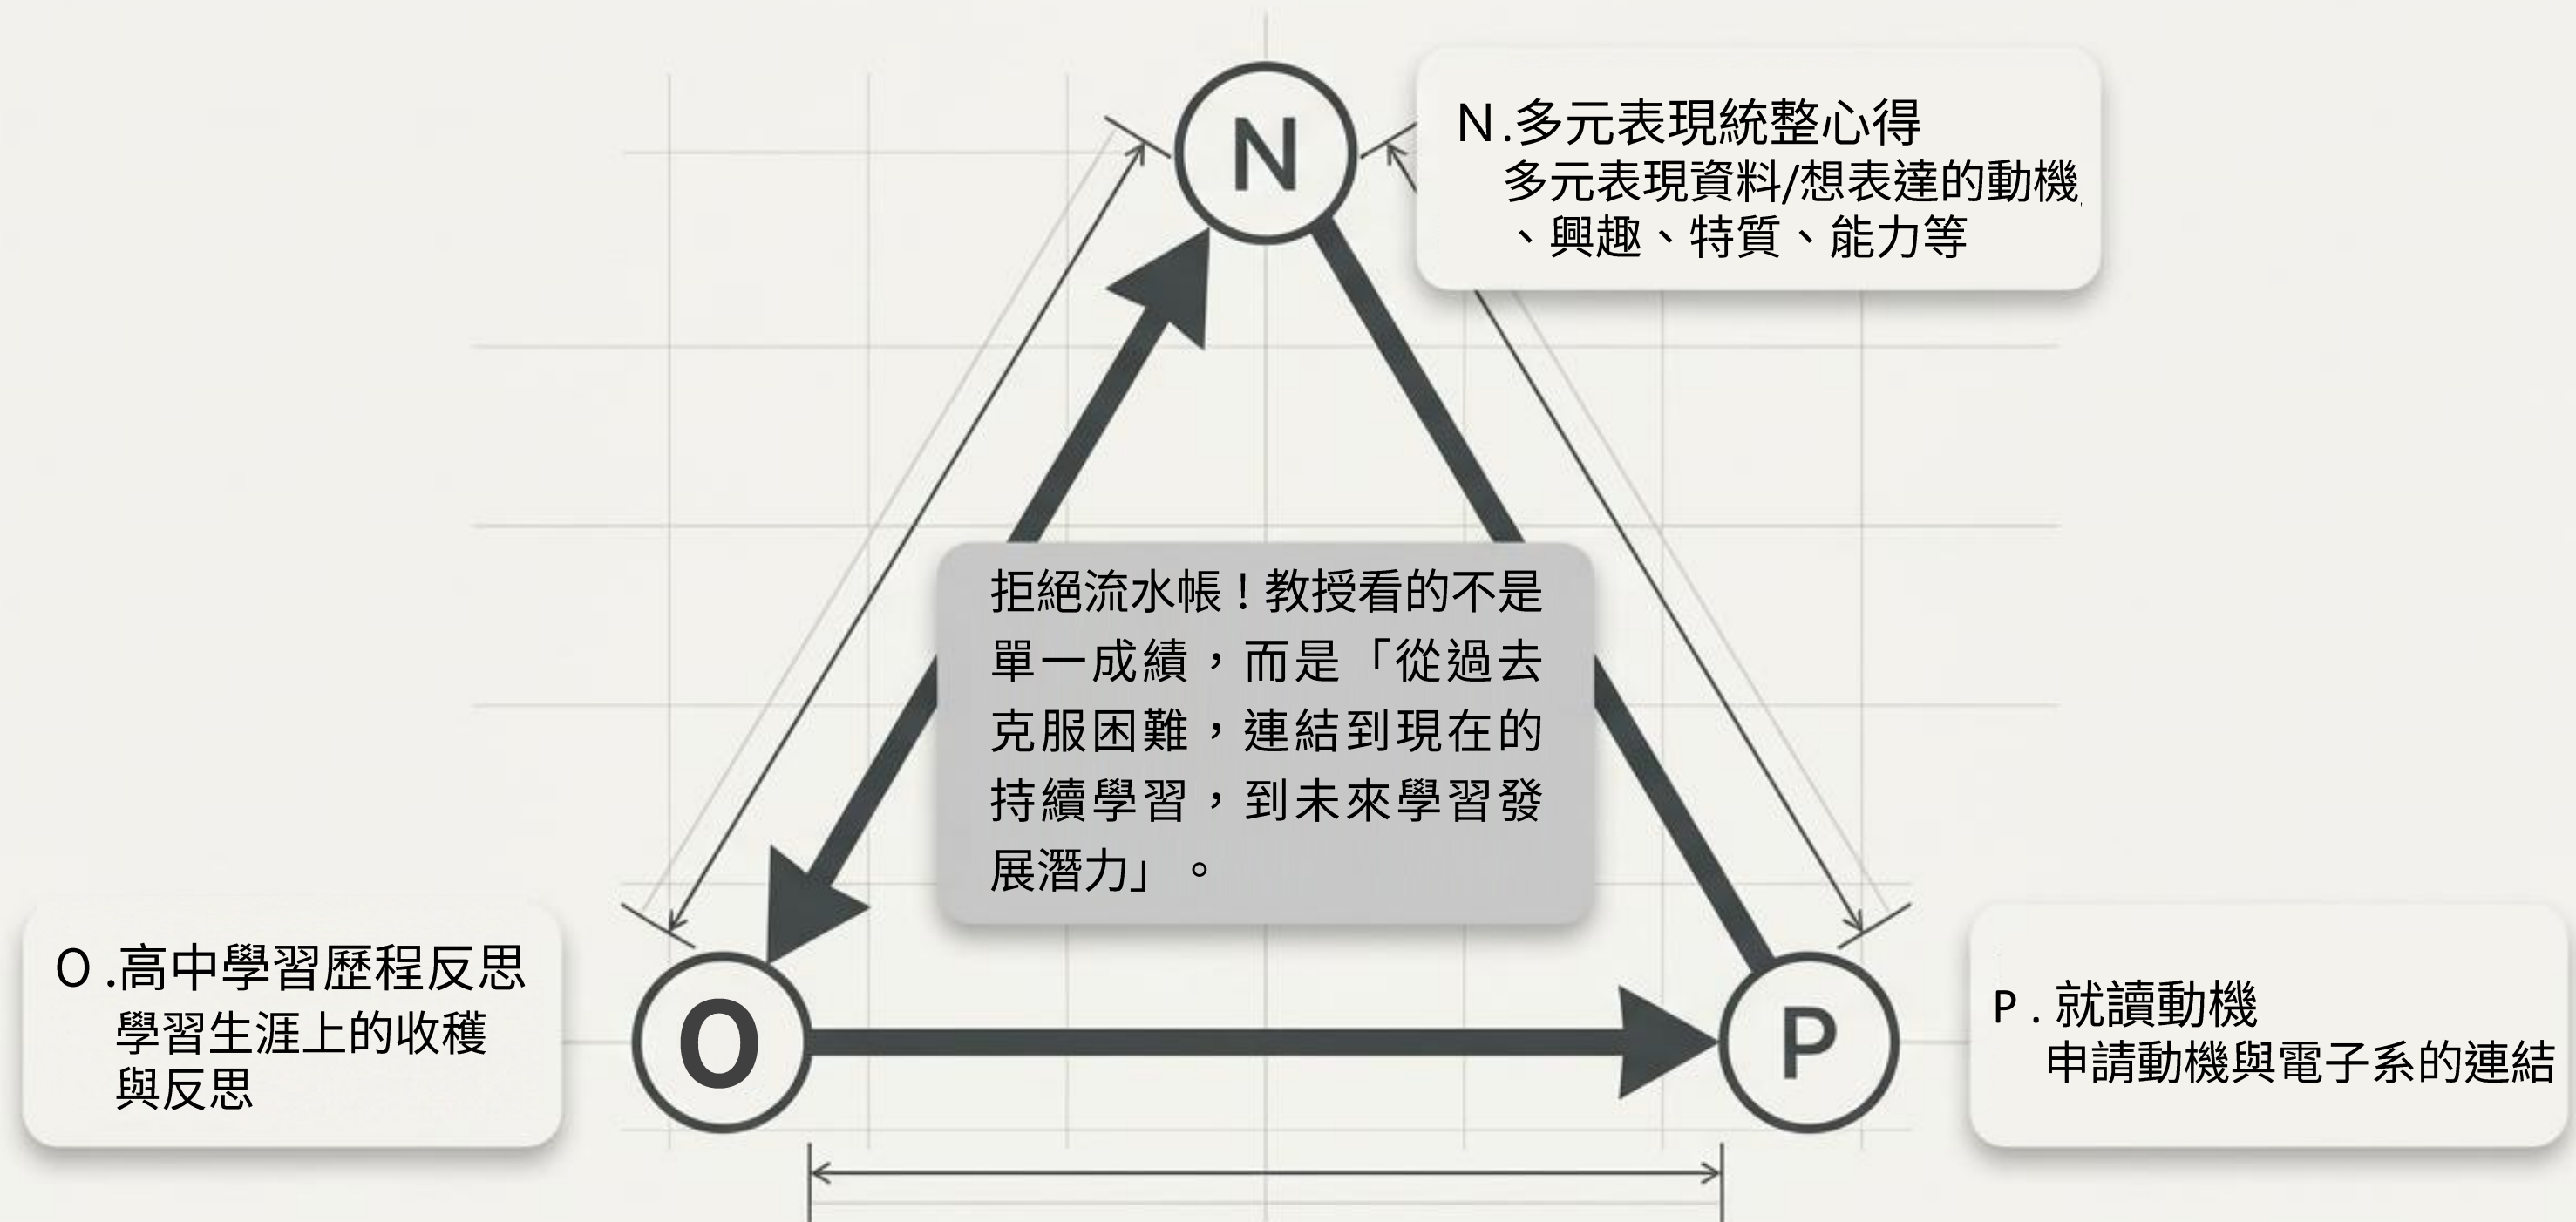 N
N.多元表現統整心得
多元表現資料/想表達的動機
、興趣、特質、能力等
拒絕流水帳！教授看的不是
單一成績，而是「從過去
克服困難，連結到現在的
持續學習，到未來學習發
展潛力」。
O.高中學習歷程反思
學習生涯上的收穫
與反思
O
P
P. 就讀動機
申請動機與電子系的連結